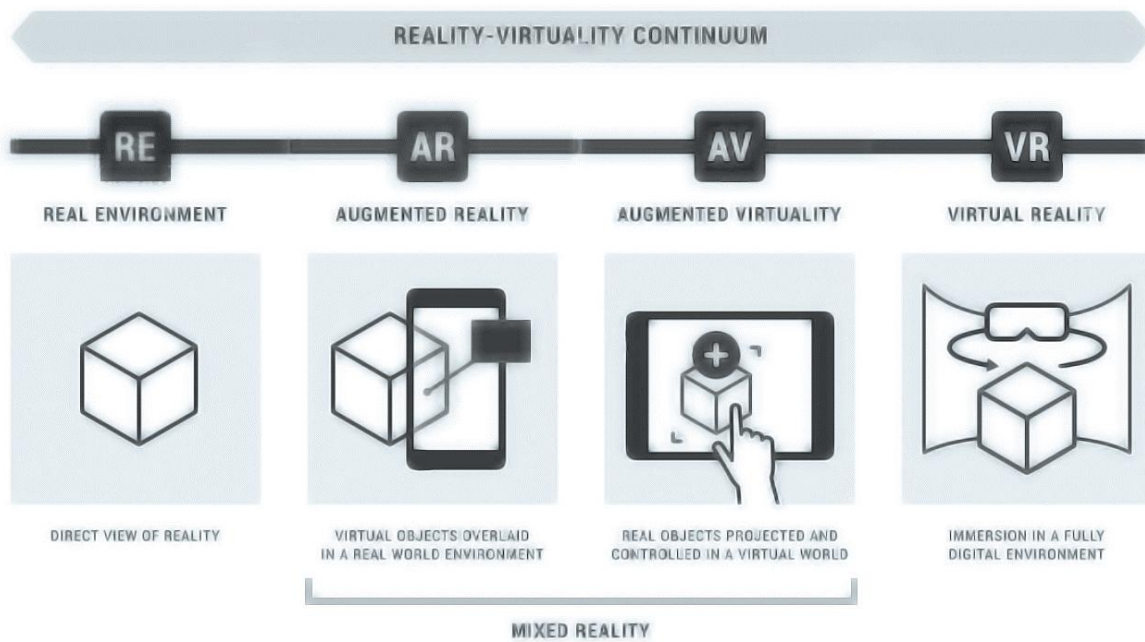 REALITY-VIRTUALITY CONTINUUM
RE
AR
AV
VR
REAL ENVIRONMENT
AUGMENTED REALITY
AUGMENTED VIRTUALITY
VIRTUAL REALITY
DIRECT VIEW OF REALITY
VIRTUAL OBJECTS OVERLAID
IN A REAL WORLD ENVIRONMENT
REAL OBJECTS PROJECTED AND
CONTROLLED IN A VIRTUAL WORLD
IMMERSION IN A FULLY
DIGITAL ENVIRONMENT
MIXED REALITY